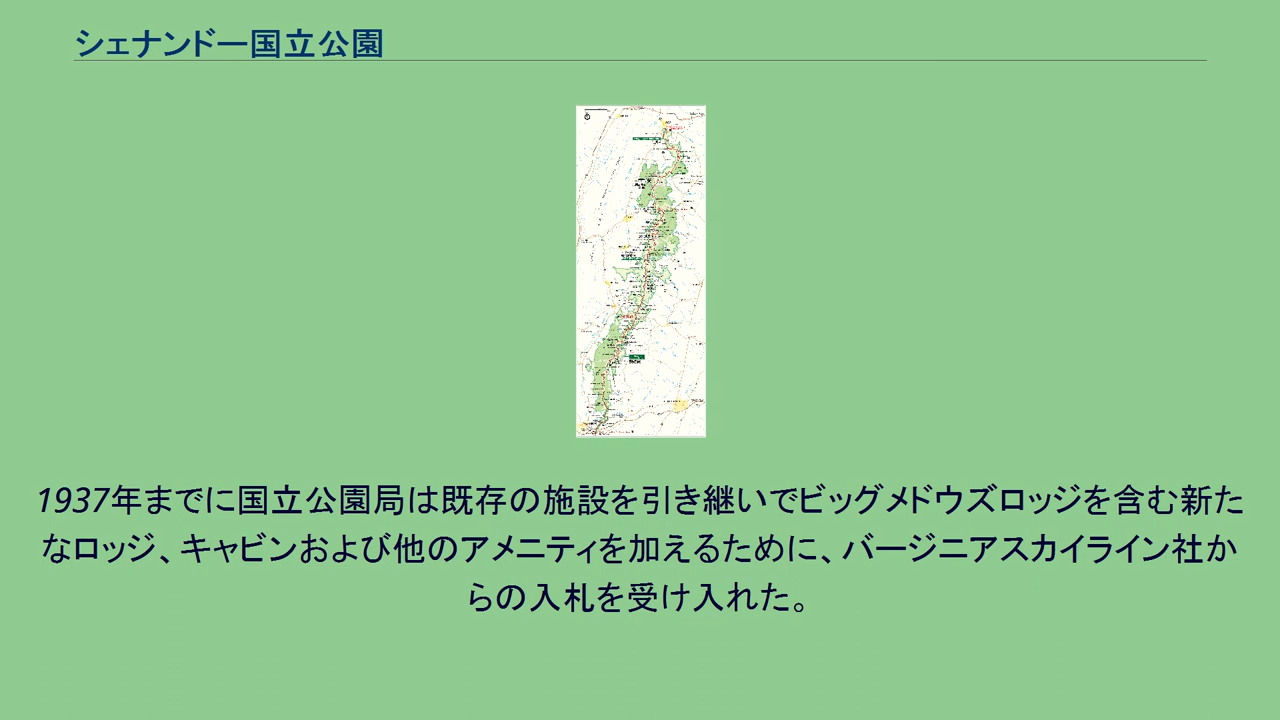 シェナンドー国立公園
1937年までに国立公園局は既存の施設を引き継いでビッグメドウズロッジを含む新た
なロッジ、キャビンおよび他のアメニティを加えるために、バージニアスカイライン社か
らの入札を受け入れた。